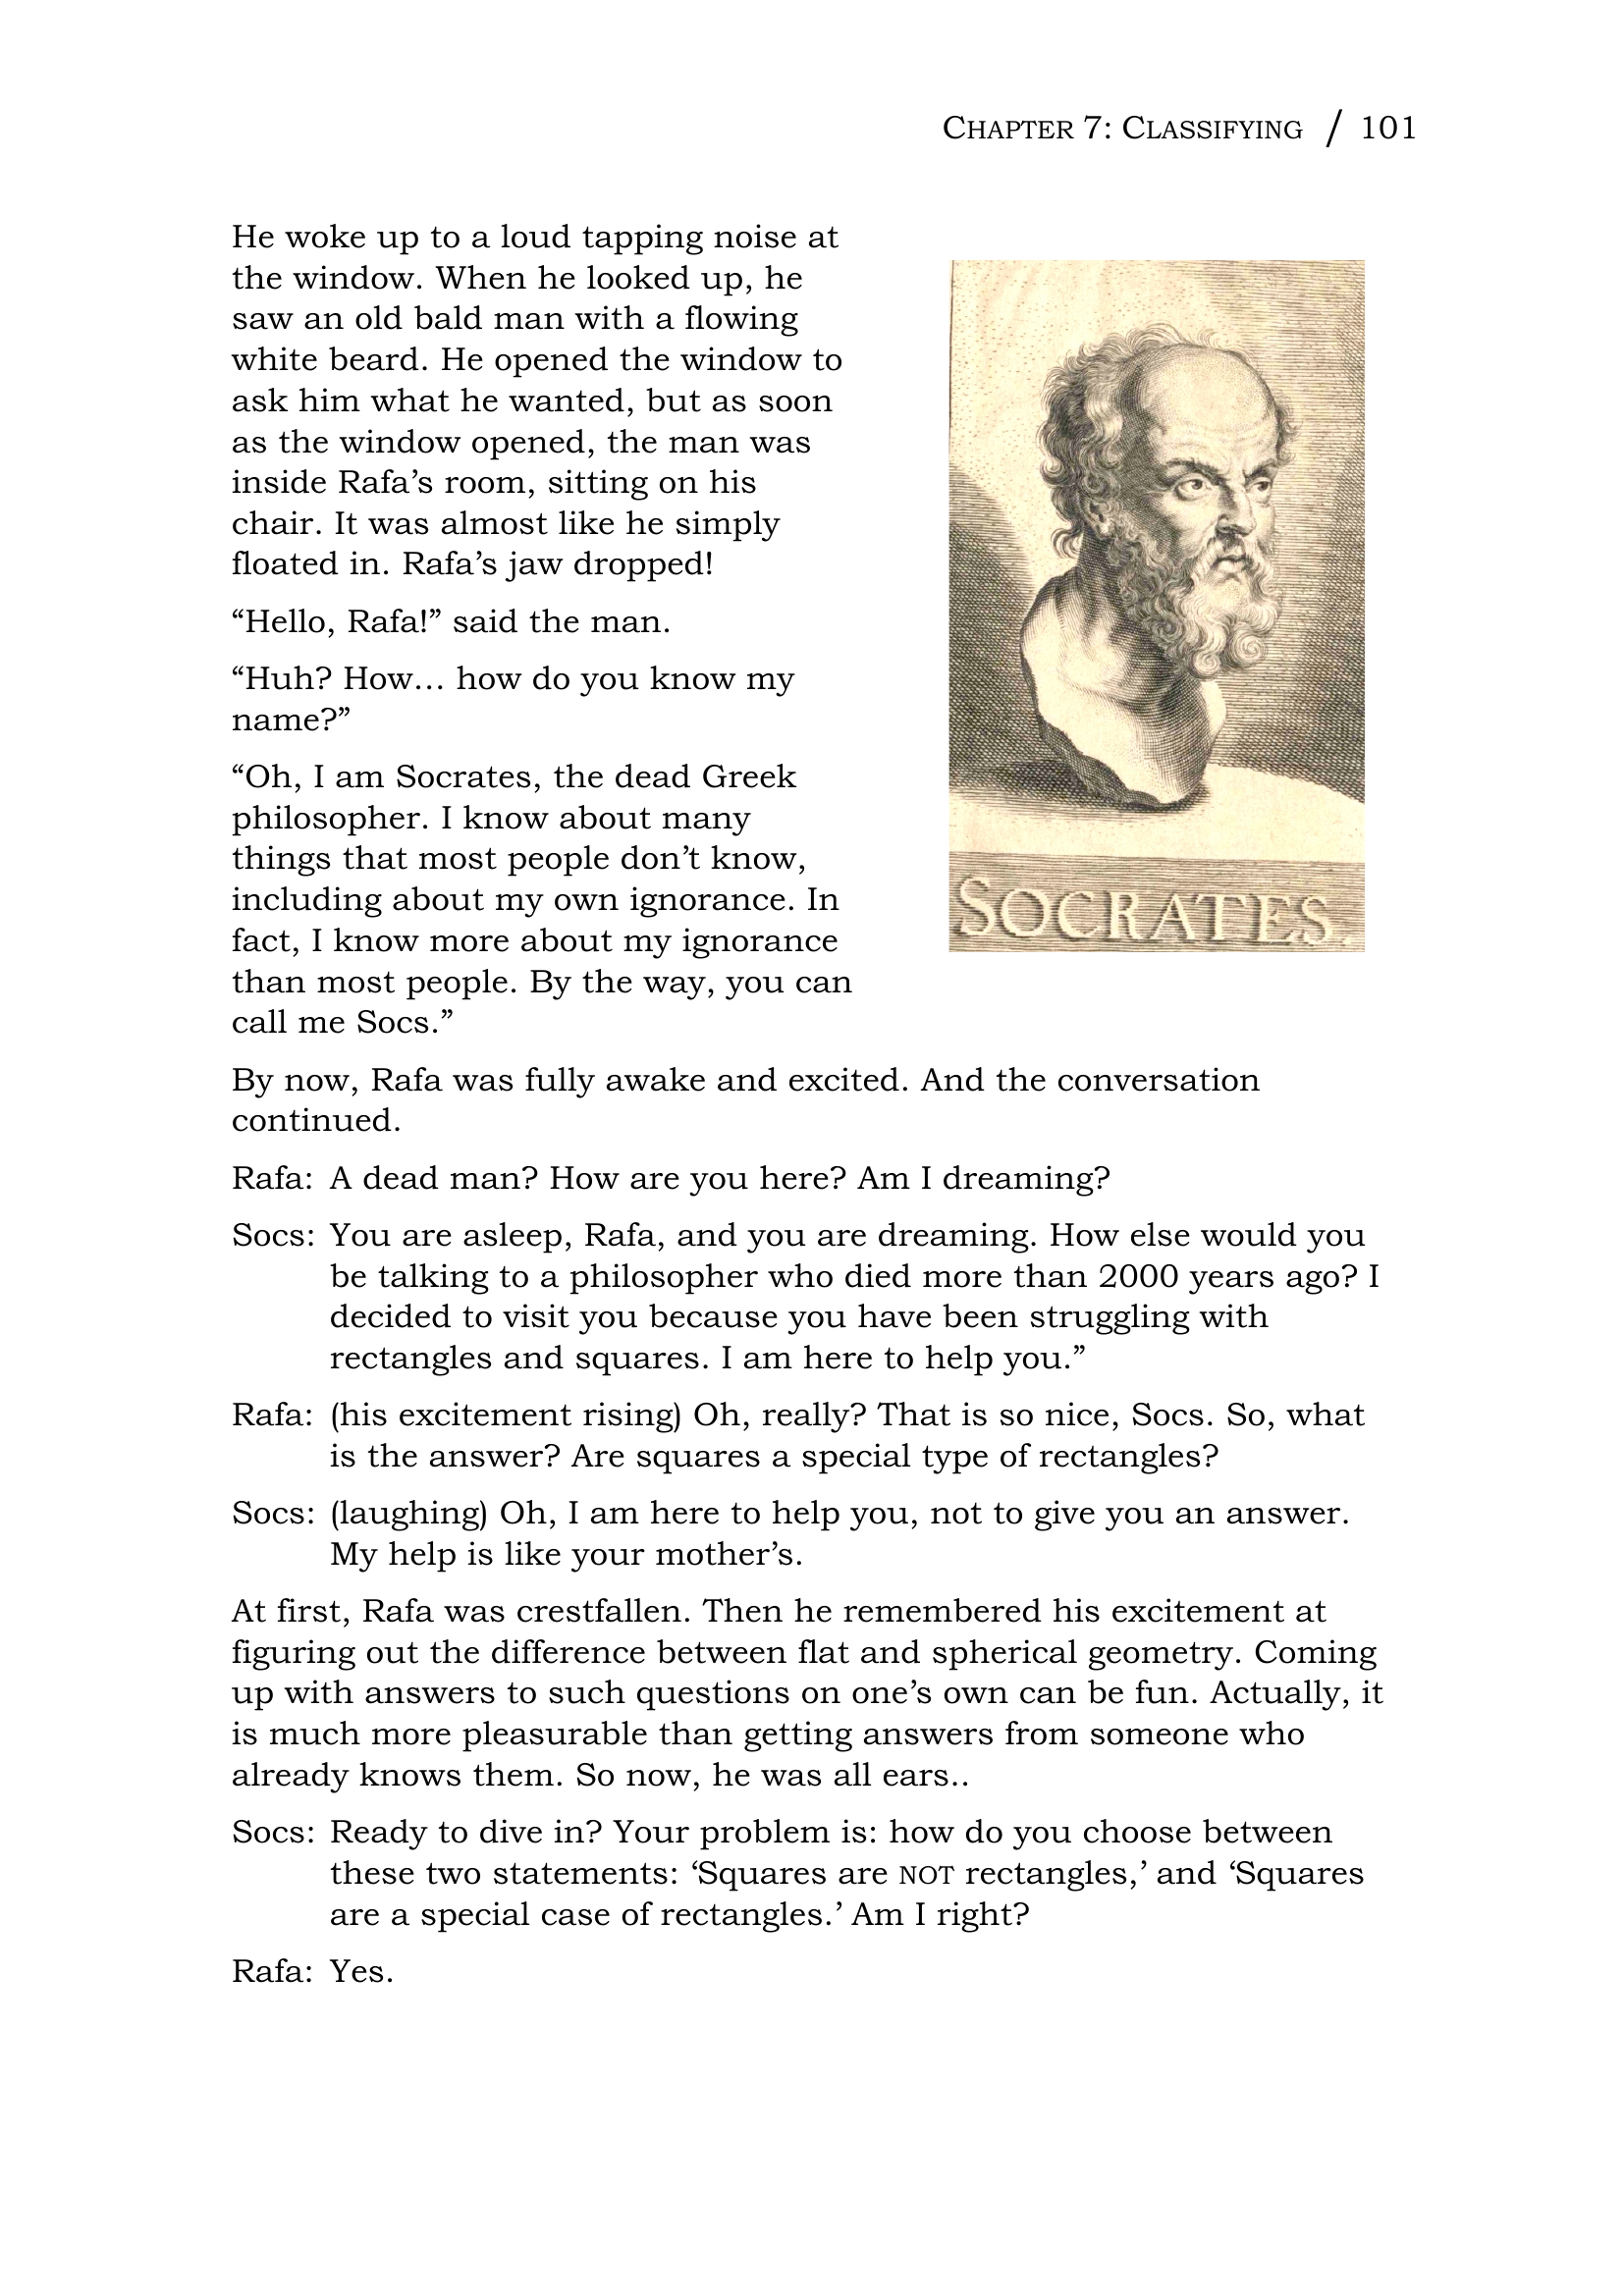 CHAPTER 7: CLASSIFYING / 101
He woke up to a loud tapping noise at
the window. When he looked up, he
saw an old bald man with a flowing
white beard. He opened the window to
ask him what he wanted, but as soon
as the window opened, the man was
inside Rafa’s room, sitting on his
chair. It was almost like he simply
floated in. Rafa’s jaw dropped!
“Hello, Rafa!” said the man.
“Huh? How… how do you know my
name?”
“Oh, I am Socrates, the dead Greek
philosopher. I know about many
things that most people don’t know,
including about my own ignorance. In
fact, I know more about my ignorance
than most people. By the way, you can
call me Socs.”
SOCRATES.
By now, Rafa was fully awake and excited. And the conversation
continued.
Rafa: A dead man? How are you here? Am I dreaming?
Socs: You are asleep, Rafa, and you are dreaming. How else would you
be talking to a philosopher who died more than 2000 years ago? I
decided to visit you because you have been struggling with
rectangles and squares. I am here to help you.”
Rafa: (his excitement rising) Oh, really? That is so nice, Socs. So, what
is the answer? Are squares a special type of rectangles?
Socs: (laughing) Oh, I am here to help you, not to give you an answer.
My help is like your mother’s.
At first, Rafa was crestfallen. Then he remembered his excitement at
figuring out the difference between flat and spherical geometry. Coming
up with answers to such questions on one’s own can be fun. Actually, it
is much more pleasurable than getting answers from someone who
already knows them. So now, he was all ears..
Socs: Ready to dive in? Your problem is: how do you choose between
these two statements: ‘Squares are NOT rectangles,’ and ‘Squares
are a special case of rectangles.’ Am I right?
Rafa: Yes.